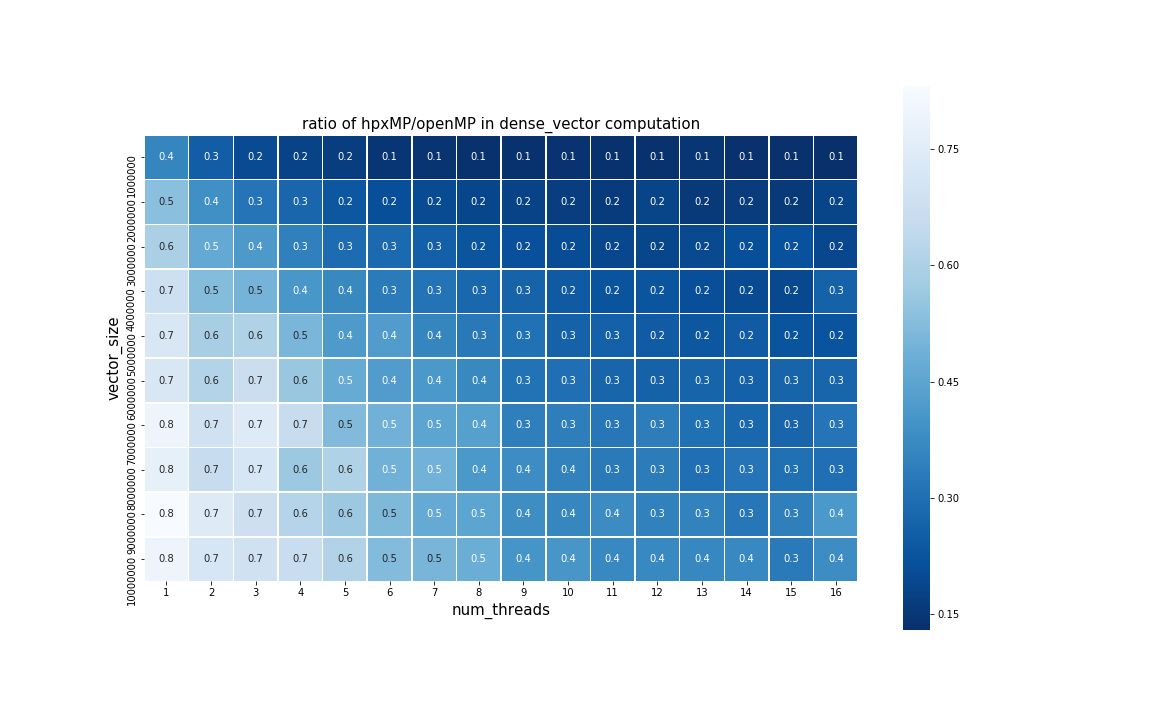 ratio of hpxMP/openMP in dense_vector computation
vector_size
1000000 0.4 0.3 0.2 0.2 0.2 0.1 0.1 0.1 0.1 0.1 0.1 0.1 0.1 0.1 0.1 0.1
2000000 0.5 0.4 0.3 0.3 0.2 0.2 0.2 0.2 0.2 0.2 0.2 0.2 0.2 0.2 0.2 0.2
3000000 0.6 0.5 0.4 0.3 0.3 0.3 0.3 0.2 0.2 0.2 0.2 0.2 0.2 0.2 0.2 0.2
4000000 0.7 0.5 0.5 0.4 0.4 0.3 0.3 0.3 0.3 0.2 0.2 0.2 0.2 0.2 0.2 0.3
5000000 0.7 0.6 0.6 0.5 0.4 0.4 0.4 0.3 0.3 0.3 0.3 0.2 0.2 0.2 0.2 0.2
6000000 0.7 0.6 0.7 0.6 0.5 0.4 0.4 0.4 0.3 0.3 0.3 0.3 0.3 0.3 0.3 0.3
7000000 0.8 0.7 0.7 0.7 0.5 0.5 0.5 0.4 0.3 0.3 0.3 0.3 0.3 0.3 0.3 0.3
8000000 0.8 0.7 0.7 0.6 0.6 0.5 0.5 0.4 0.4 0.4 0.3 0.3 0.3 0.3 0.3 0.3
9000000 0.8 0.7 0.7 0.6 0.6 0.5 0.5 0.5 0.4 0.4 0.4 0.3 0.3 0.3 0.3 0.4
10000000 0.8 0.7 0.7 0.7 0.6 0.5 0.5 0.5 0.4 0.4 0.4 0.4 0.4 0.4 0.3 0.4
1 2 3 4 5 6 7 8 9 10 11 12 13 14 15 16
num_threads
0.75
0.60
0.45
0.30
0.15